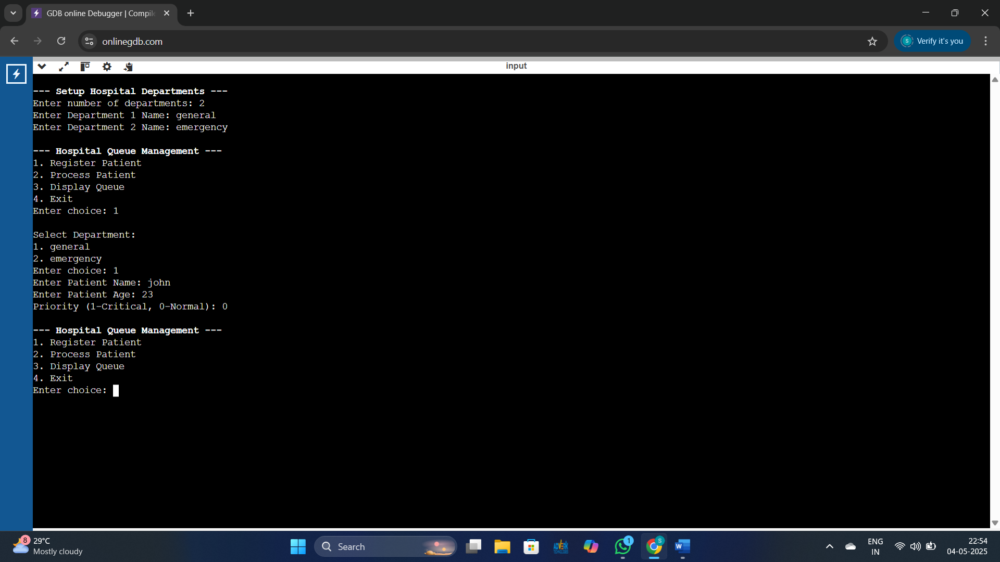 GDB online Debugger | Compile
onlinegdb.com
S Verify it's you
input
--- Setup Hospital Departments ---
Enter number of departments: 2
Enter Department 1 Name: general
Enter Department 2 Name: emergency
--- Hospital Queue Management ---
1. Register Patient
2. Process Patient
3. Display Queue
4. Exit
Enter choice: 1
Select Department:
1. general
2. emergency
Enter choice: 1
Enter Patient Name: john
Enter Patient Age: 23
Priority (1-Critical, 0-Normal): 0
--- Hospital Queue Management ---
1. Register Patient
2. Process Patient
3. Display Queue
4. Exit
Enter choice:
8
29°C
Mostly cloudy
Search
ADVERK
TECHNOLOGIES
1
S
W
ENG
IN
22:54
04-05-2025